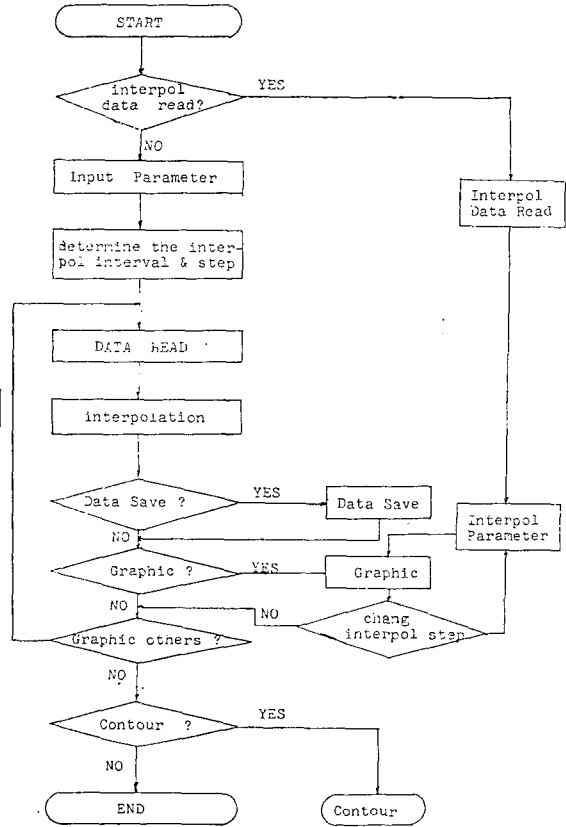 START
interpol
data read?
YES
NO
Input Parameter
Interpol
Data Read
determine the inter-
pol interval & step
DATA READ
interpolation
Data Save ?
YES
Data Save
Interpol
Parameter
NO
Graphic ?
YES
Graphic
NO
NO
chang
interpol step
Graphic others ?
NO
Contour ?
YES
NO
END
Contour